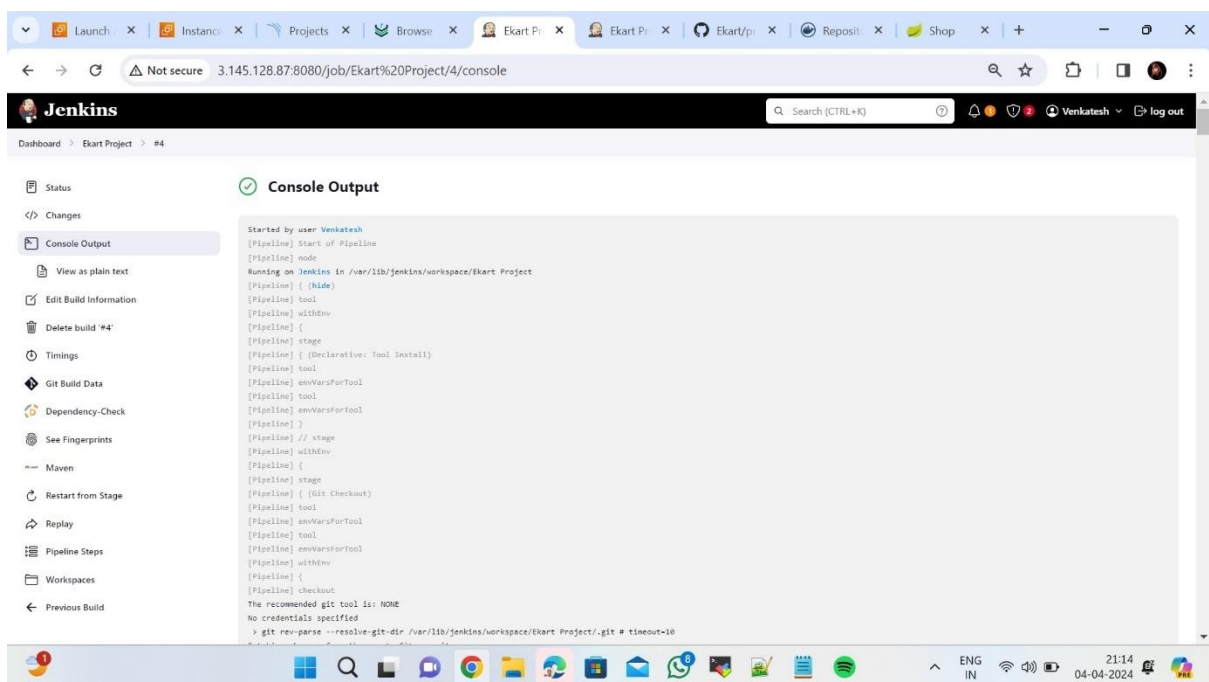 Launch
Instance
Projects
Browse
Ekart Pr
Ekart Pr
Ekart/p
Reposit
Shop
Not secure 3.145.128.87:8080/job/Ekart%20Project/4/console
Jenkins
Search (CTRL+K)
1
2
Venkatesh
log out
Dashboard > Ekart Project > #4
Status
Changes
Console Output
View as plain text
Edit Build Information
Delete build '#4'
Timings
Git Build Data
Dependency-Check
See Fingerprints
Maven
Restart from Stage
Replay
Pipeline Steps
Workspaces
Previous Build
Console Output
Started by user Venkatesh
[Pipeline] Start of Pipeline
[Pipeline] node
Running on Jenkins in /var/lib/jenkins/workspace/Ekart Project
[Pipeline] { (hide)
[Pipeline] tool
[Pipeline] withEnv
[Pipeline] {
[Pipeline] stage
[Pipeline] { (Declarative: Tool Install)
[Pipeline] tool
[Pipeline] envVarsForTool
[Pipeline] tool
[Pipeline] envVarsForTool
[Pipeline] }
[Pipeline] // stage
[Pipeline] withEnv
[Pipeline] {
[Pipeline] stage
[Pipeline] { (Git Checkout)
[Pipeline] tool
[Pipeline] envVarsForTool
[Pipeline] tool
[Pipeline] envVarsForTool
[Pipeline] withEnv
[Pipeline] {
[Pipeline] checkout
The recommended git tool is: NONE
No credentials specified
> git rev-parse --resolve-git-dir /var/lib/jenkins/workspace/Ekart Project/.git # timeout=10
1
8
ENG
IN
21:14
04-04-2024
PRE